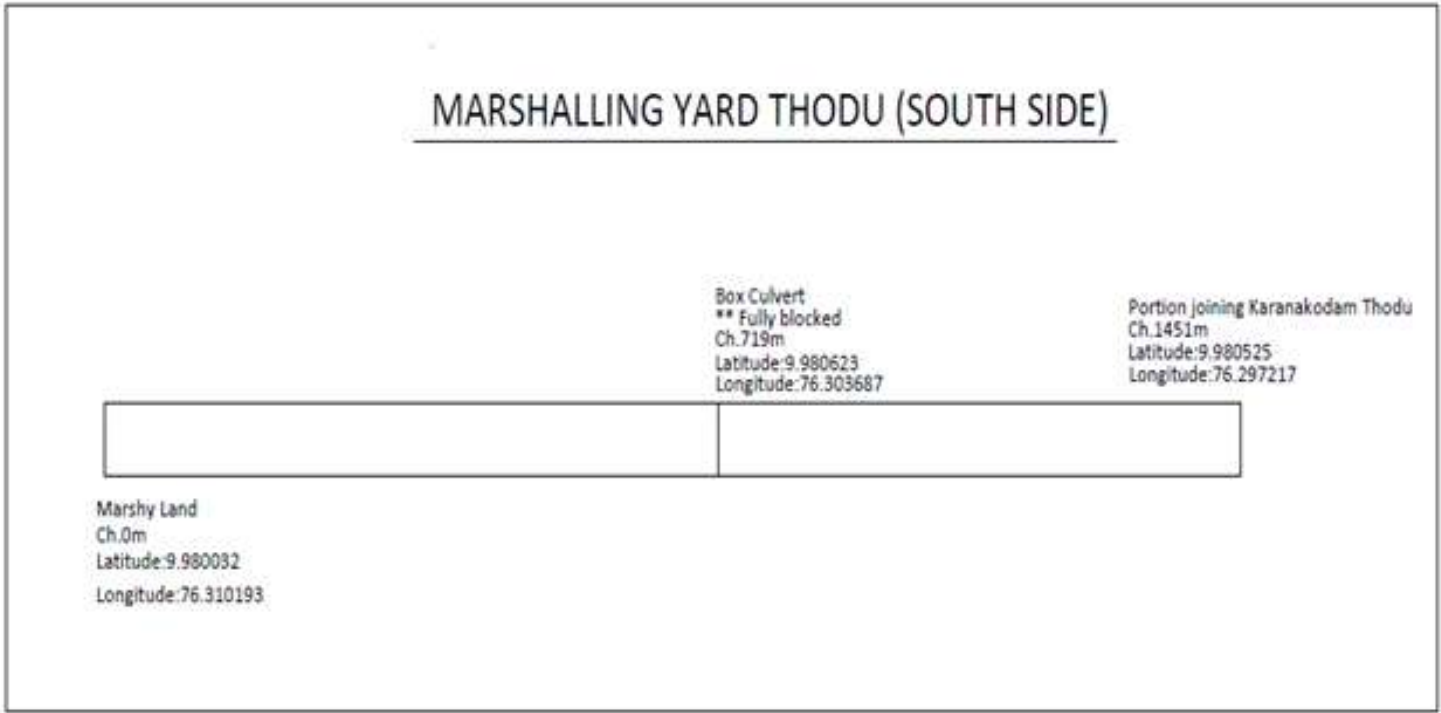 MARSHALLING YARD THODU (SOUTH SIDE)
Box Culvert
** Fully blocked
Ch.719m
Latitude:9.980623
Longitude:76.303687
Portion joining Karanakodam Thodu
Ch.1451m
Latitude:9.980525
Longitude:76.297217
Marshy Land
Ch.0m
Latitude:9.980032
Longitude:76.310193